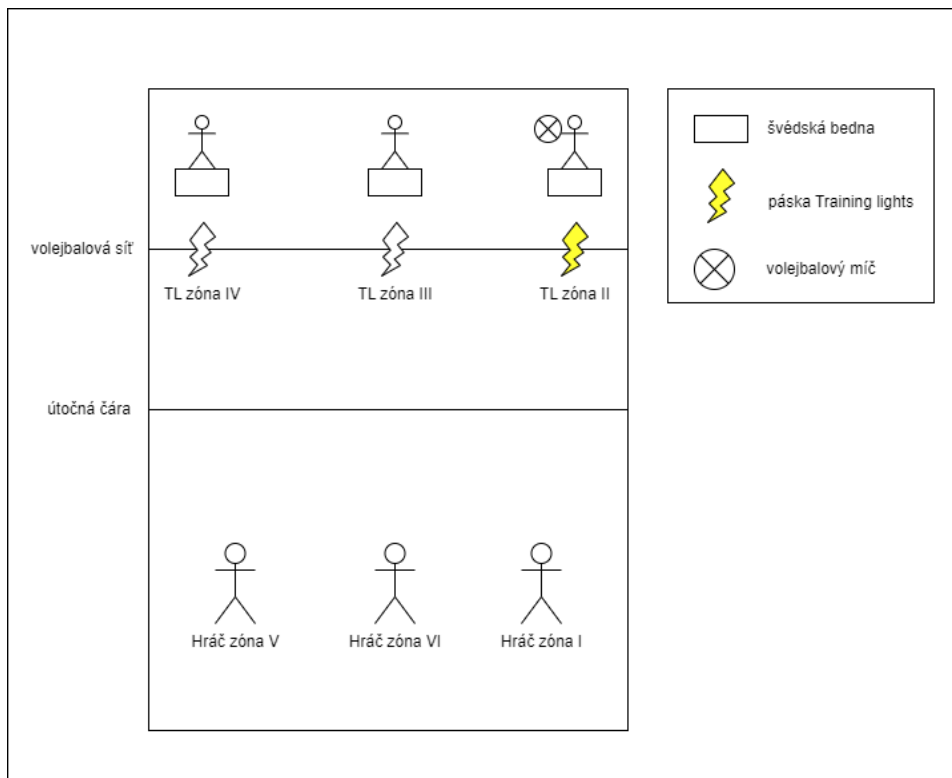 švédská bedna
páska Training lights
volejbalový míč
volejbalová síť
TL zóna IV
TL zóna III
TL zóna II
útočná čára
Hráč zóna V
Hráč zóna VI
Hráč zóna I